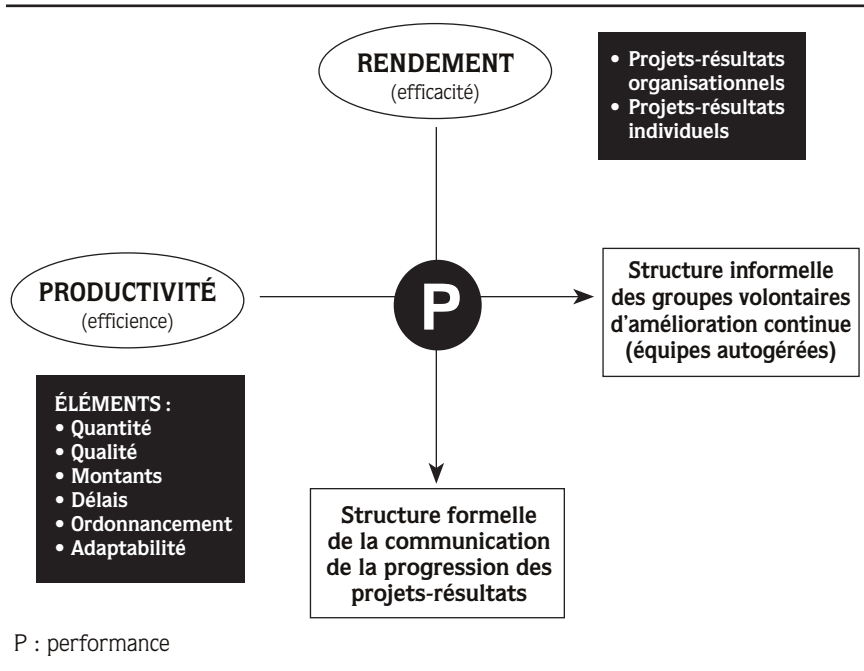 RENDEMENT
(efficacité)
• Projets-résultats
organisationnels
• Projets-résultats
individuels
PRODUCTIVITÉ
(efficience)
P
Structure informelle
des groupes volontaires
d’amélioration continue
(équipes autogérées)
ÉLÉMENTS :
• Quantité
• Qualité
• Montants
• Délais
• Ordonnancement
• Adaptabilité
Structure formelle
de la communication
de la progression des
projets-résultats
P : performance